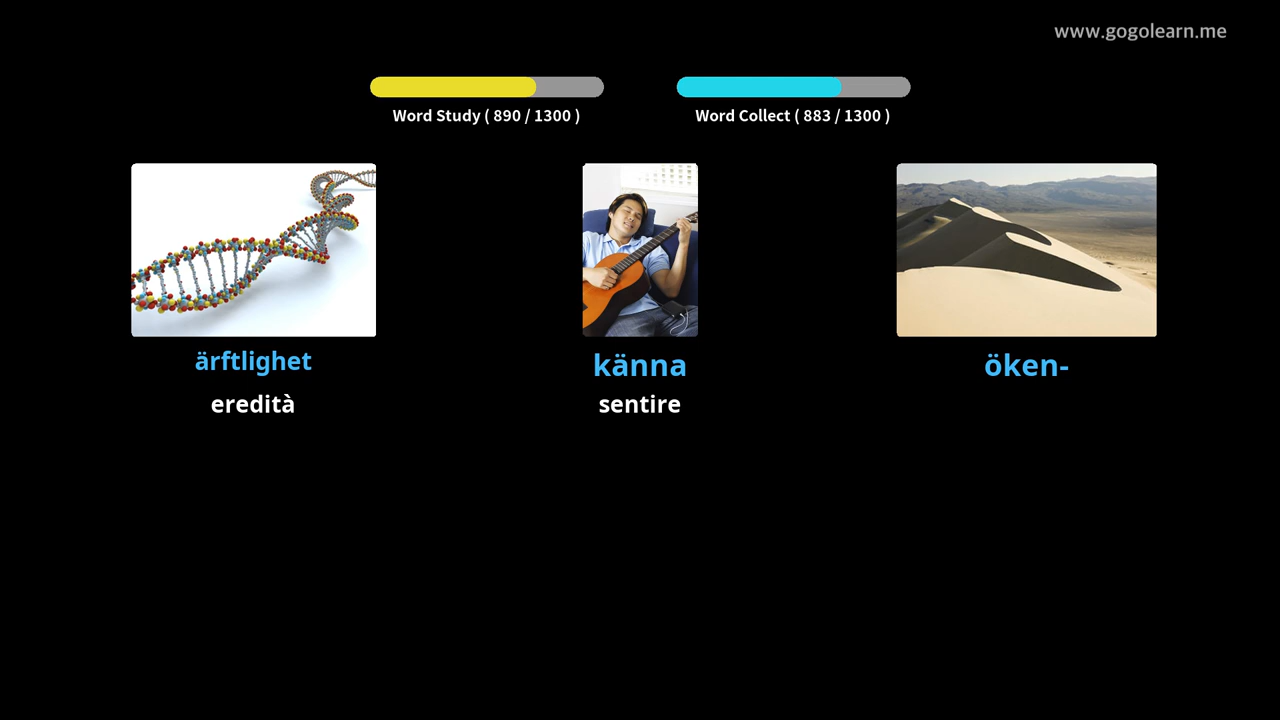 www.gogolearn.me
Word Study ( 890 / 1300 )
Word Collect ( 883 / 1300 )
ärftlighet
känna
öken-
eredità
sentire